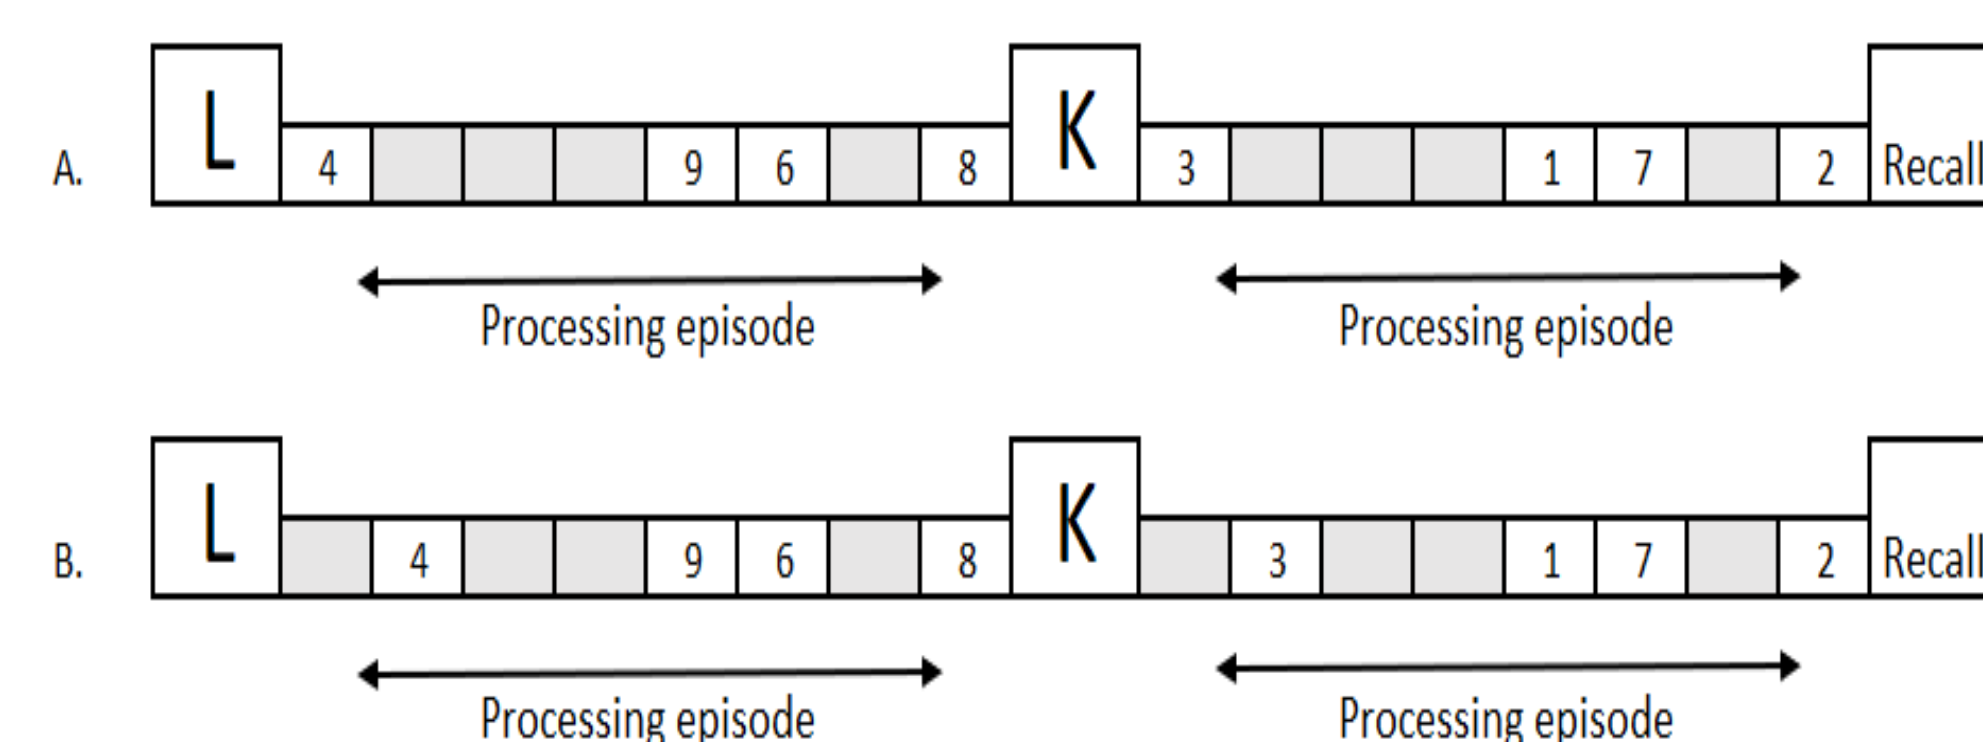 A. L 4 9 6 8 K 3 1 7 2 Recall
Processing episode Processing episode
B. L 4 9 6 8 K 3 1 7 2 Recall
Processing episode Processing episode